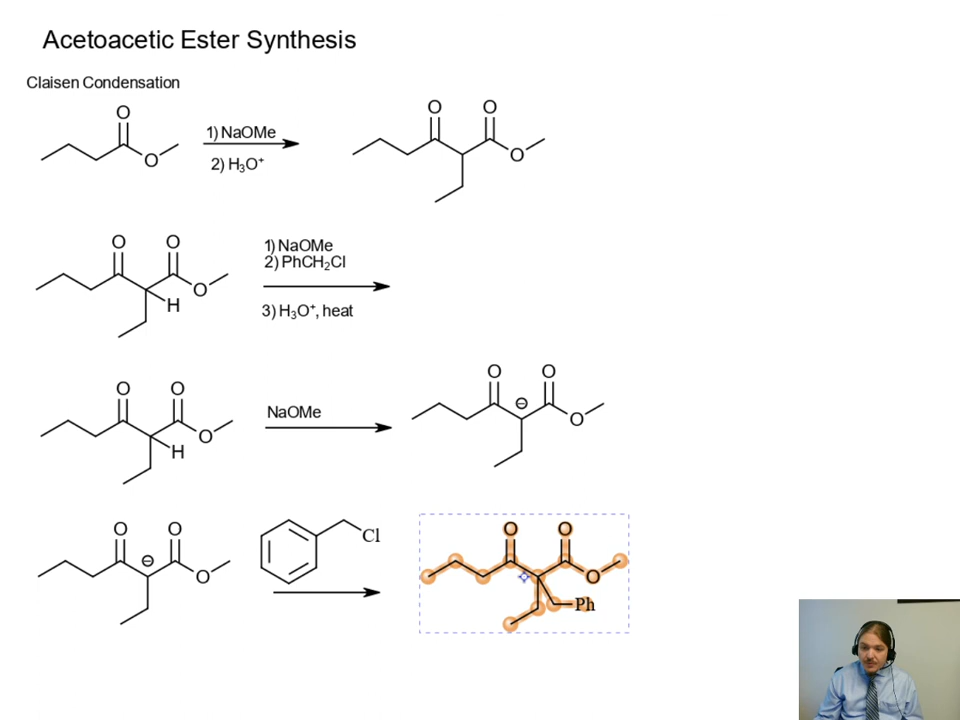 Acetoacetic Ester Synthesis
Claisen Condensation
O
O
1) NaOMe
2) H₃O⁺
O O
O
O O
O
H
1) NaOMe
2) PhCH₂Cl
3) H₃O⁺, heat
O O
O
H
NaOMe
O O
⊖
O
O O
⊖
O
Cl
O O
O
Ph